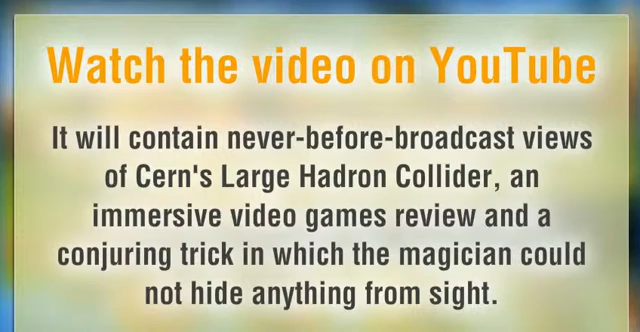 Watch the video on YouTube
It will contain never-before-broadcast views
of Cern's Large Hadron Collider, an
immersive video games review and a
conjuring trick in which the magician could
not hide anything from sight.